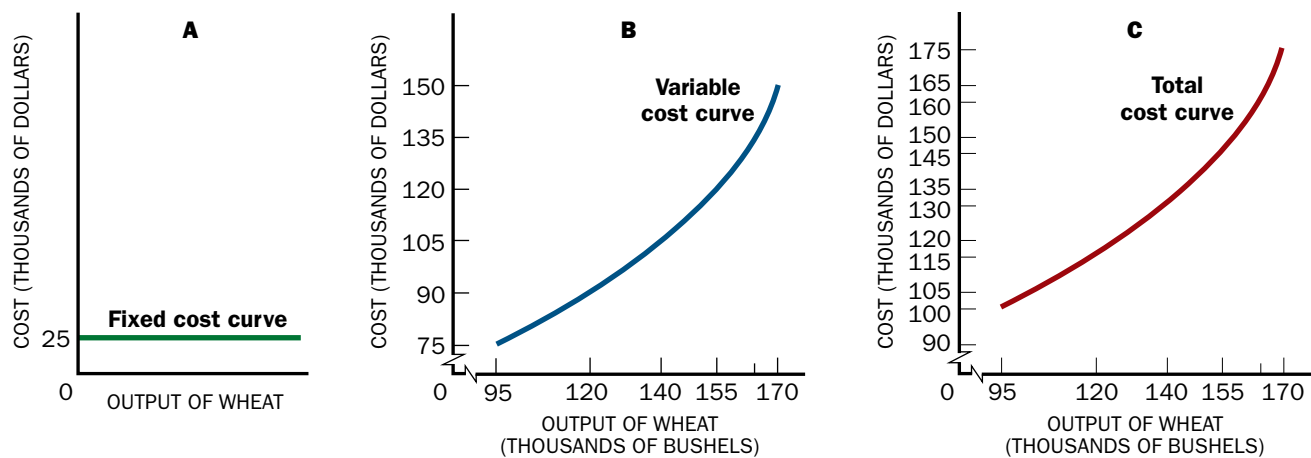 A
COST (THOUSANDS OF DOLLARS)
Fixed cost curve
25
0
OUTPUT OF WHEAT
B
COST (THOUSANDS OF DOLLARS)
Variable
cost curve
150
135
120
105
90
75
0
95 120 140 155 170
OUTPUT OF WHEAT
(THOUSANDS OF BUSHELS)
C
COST (THOUSANDS OF DOLLARS)
Total
cost curve
175
165
160
150
145
135
130
120
115
105
100
90
0
95 120 140 155 170
OUTPUT OF WHEAT
(THOUSANDS OF BUSHELS)